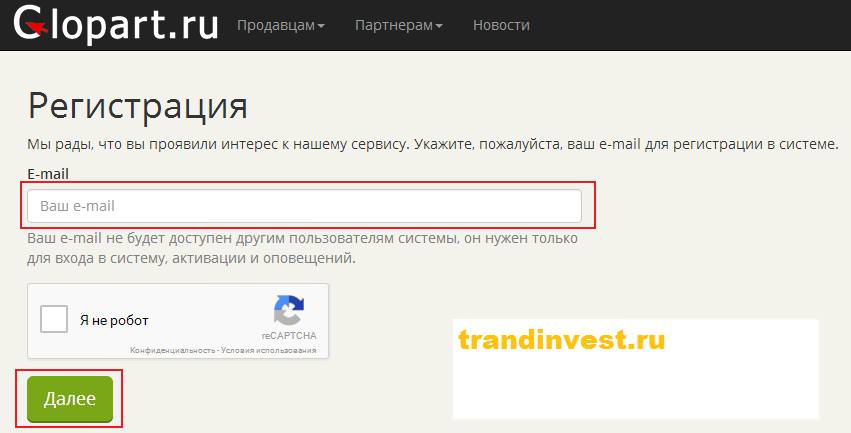 Glopart.ru Продавцам Партнерам Новости
Регистрация
Мы рады, что вы проявили интерес к нашему сервису. Укажите, пожалуйста, ваш e-mail для регистрации в системе.
E-mail
Ваш e-mail
Ваш e-mail не будет доступен другим пользователям системы, он нужен только
для входа в систему, активации и оповещений.
Я не робот
reCAPTCHA
Конфиденциальность - Условия использования
trandinvest.ru
Далее